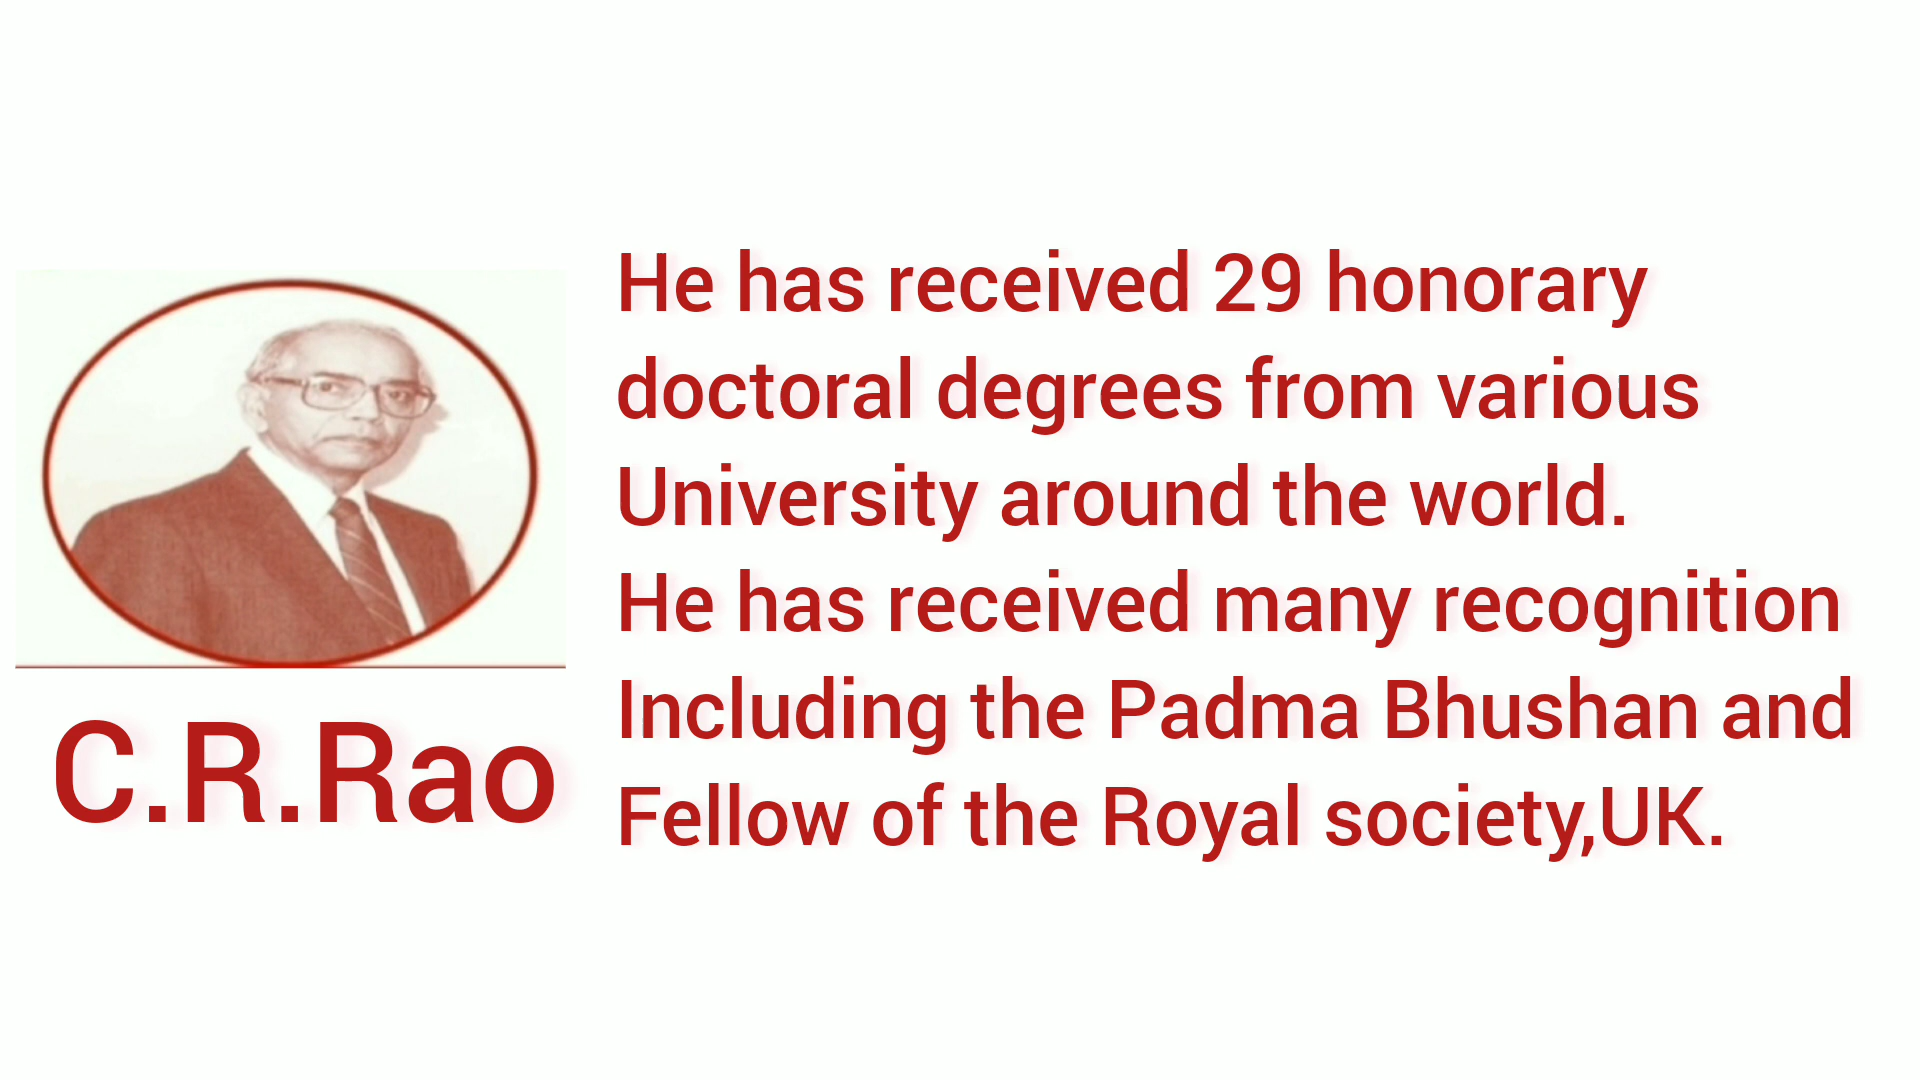 He has received 29 honorary
doctoral degrees from various
University around the world.
He has received many recognition
Including the Padma Bhushan and
Fellow of the Royal society,UK.
C.R.Rao